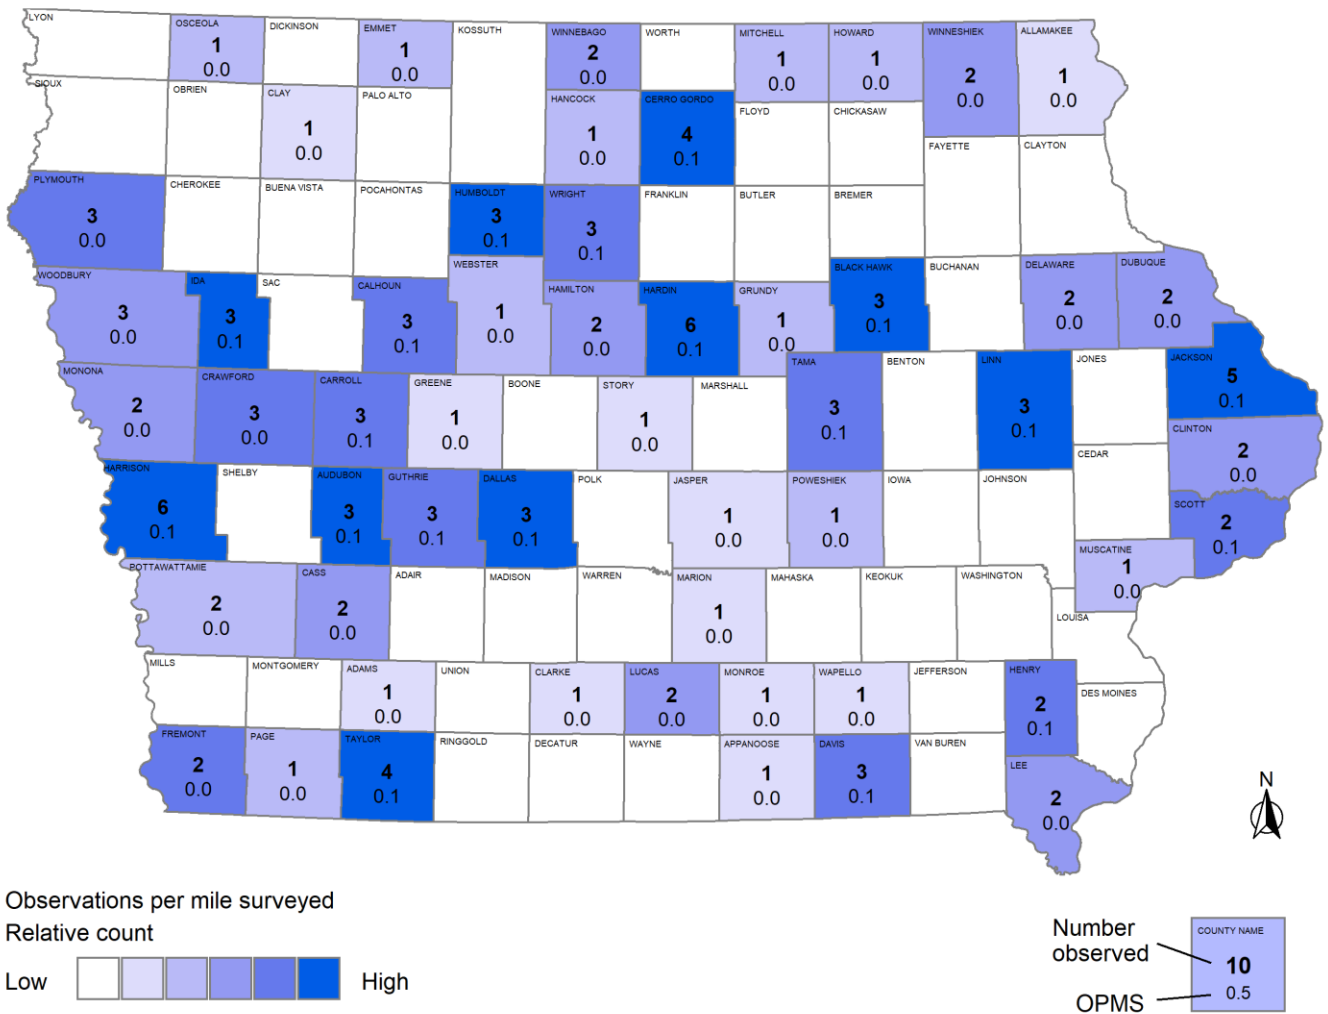 LYON
OSCEOLA
1
0.0
DICKINSON
EMMET
1
0.0
KOSSUTH
WINNEBAGO
2
0.0
WORTH
MITCHELL
1
0.0
HOWARD
1
0.0
WINNESHIEK
2
0.0
ALLAMAKEE
1
0.0
SIOUX
OBRIEN
CLAY
1
0.0
PALO ALTO
HANCOCK
1
0.0
CERRO GORDO
4
0.1
FLOYD
CHICKASAW
FAYETTE
CLAYTON
PLYMOUTH
3
0.0
CHEROKEE
BUENA VISTA
POCAHONTAS
HUMBOLDT
3
0.1
WRIGHT
3
0.1
FRANKLIN
BUTLER
BREMER
WOODBURY
3
0.0
IDA
3
0.1
SAC
CALHOUN
3
0.1
WEBSTER
1
0.0
HAMILTON
2
0.0
HARDIN
6
0.1
GRUNDY
1
0.0
BLACK HAWK
3
0.1
BUCHANAN
DELAWARE
2
0.0
DUBUQUE
2
0.0
MONONA
2
0.0
CRAWFORD
3
0.0
CARROLL
3
0.1
GREENE
1
0.0
BOONE
STORY
1
0.0
MARSHALL
TAMA
3
0.1
BENTON
LINN
3
0.1
JONES
JACKSON
5
0.1
CLINTON
2
0.0
CEDAR
HARRISON
6
0.1
SHELBY
AUDUBON
3
0.1
GUTHRIE
3
0.1
DALLAS
3
0.1
POLK
JASPER
1
0.0
POWESHIEK
1
0.0
IOWA
JOHNSON
SCOTT
2
0.1
MUSCATINE
1
0.0
POTTAWATTAMIE
2
0.0
CASS
2
0.0
ADAIR
MADISON
WARREN
MARION
1
0.0
MAHASKA
KEOKUK
WASHINGTON
LOUISA
MILLS
MONTGOMERY
ADAMS
1
0.0
UNION
CLARKE
1
0.0
LUCAS
2
0.0
MONROE
1
0.0
WAPELLO
1
0.0
JEFFERSON
HENRY
2
0.1
DES MOINES
FREMONT
2
0.0
PAGE
1
0.0
TAYLOR
4
0.1
RINGGOLD
DECATUR
WAYNE
APPANOOSE
1
0.0
DAVIS
3
0.1
VAN BUREN
LEE
2
0.0
N
Observations per mile surveyed
Relative count
Low
High
Number
observed
OPMS
COUNTY NAME
10
0.5